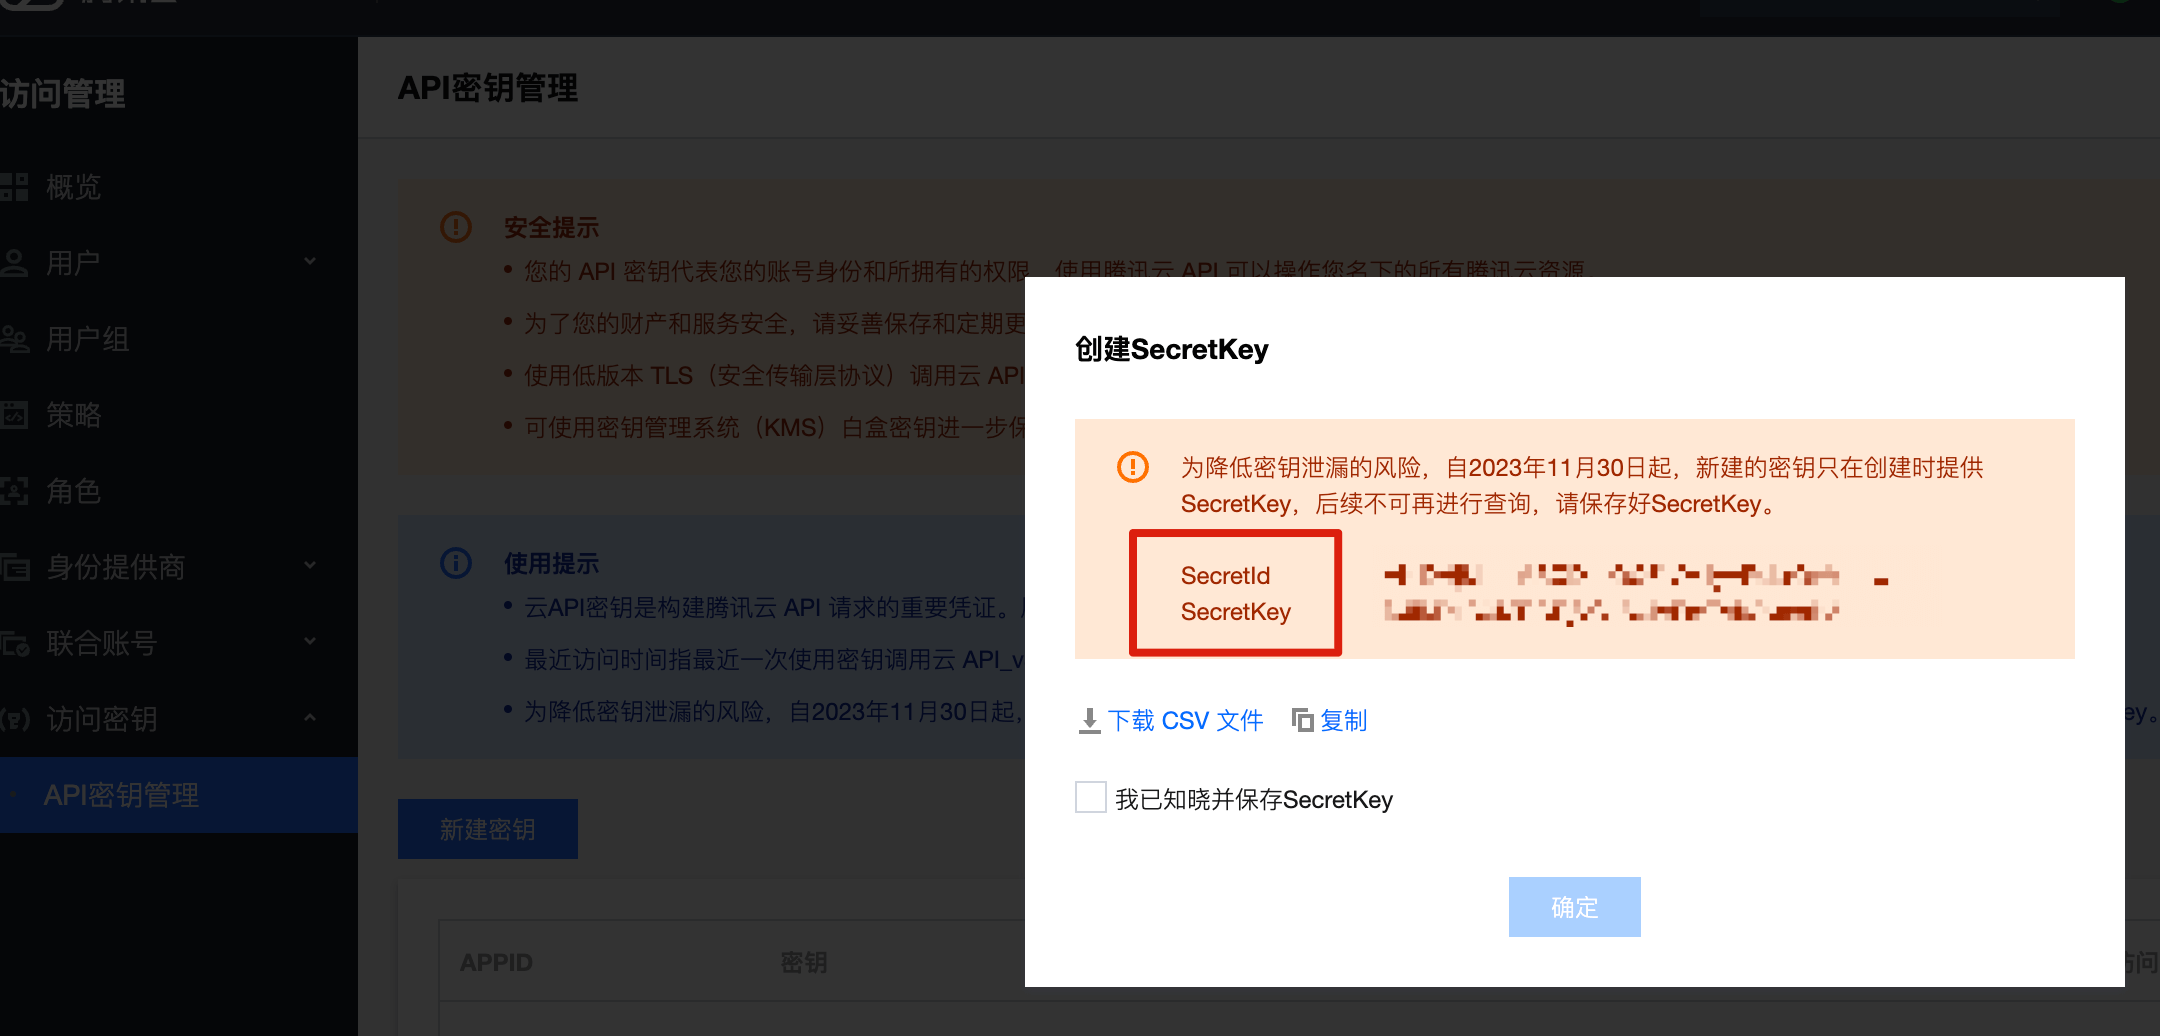 访问管理
概览
用户
用户组
策略
角色
身份提供商
联合账号
访问密钥
API密钥管理
API密钥管理
安全提示
您的 API 密钥代表您的账号身份和所拥有的权限，使用腾讯云 API 可以操作您名下的所有腾讯云资源。
为了您的财产和服务安全，请妥善保存和定期更
使用低版本 TLS（安全传输层协议）调用云 API
可使用密钥管理系统（KMS）白盒密钥进一步保
使用提示
云API密钥是构建腾讯云 API 请求的重要凭证。
最近访问时间指最近一次使用密钥调用云 API_v
为降低密钥泄漏的风险，自2023年11月30日起，
ey。
新建密钥
APPID
密钥
访问
创建SecretKey
为降低密钥泄漏的风险，自2023年11月30日起，新建的密钥只在创建时提供
SecretKey，后续不可再进行查询，请保存好SecretKey。
SecretId
SecretKey
下载 CSV 文件
复制
我已知晓并保存SecretKey
确定